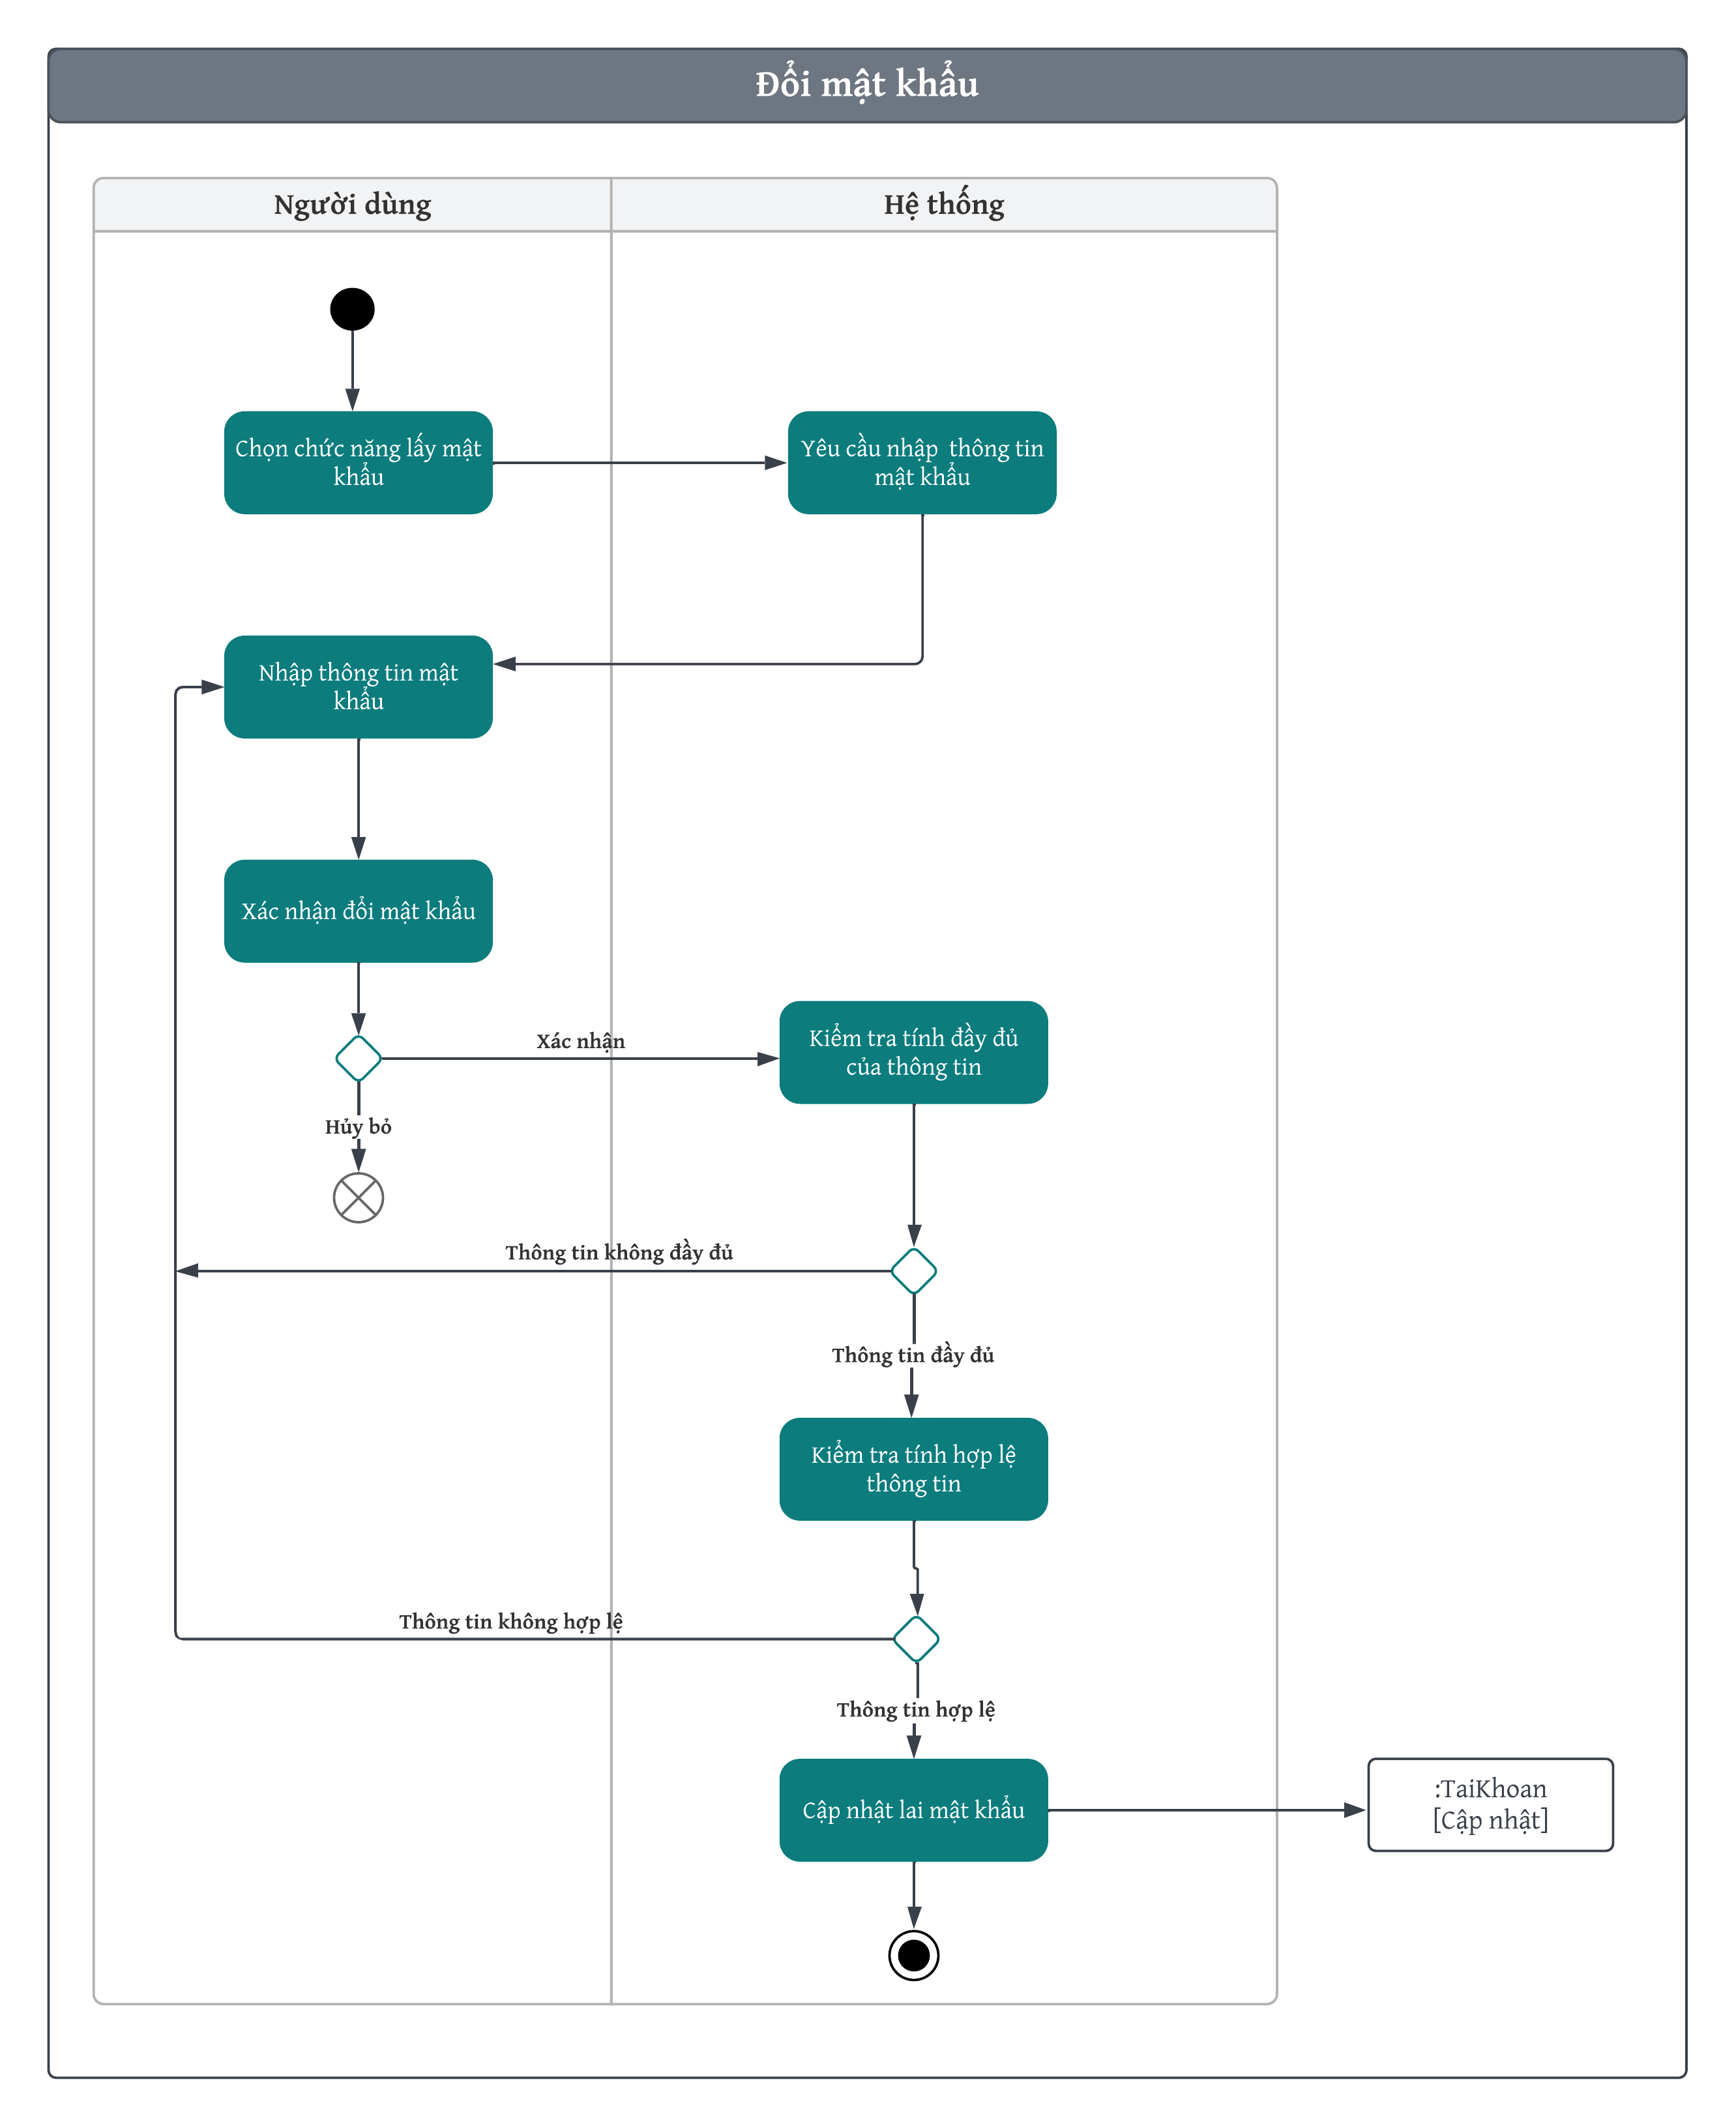 Đổi mật khẩu
Người dùng
Hệ thống
Chọn chức năng lấy mật
khẩu
Yêu cầu nhập  thông tin
mật khẩu
Nhập thông tin mật
khẩu
Xác nhận đổi mật khẩu
Xác nhận
Kiểm tra tính đầy đủ
của thông tin
Hủy bỏ
Thông tin không đầy đủ
Thông tin đầy đủ
Kiểm tra tính hợp lệ
thông tin
Thông tin không hợp lệ
Thông tin hợp lệ
Cập nhật lai mật khẩu
:TaiKhoan
[Cập nhật]